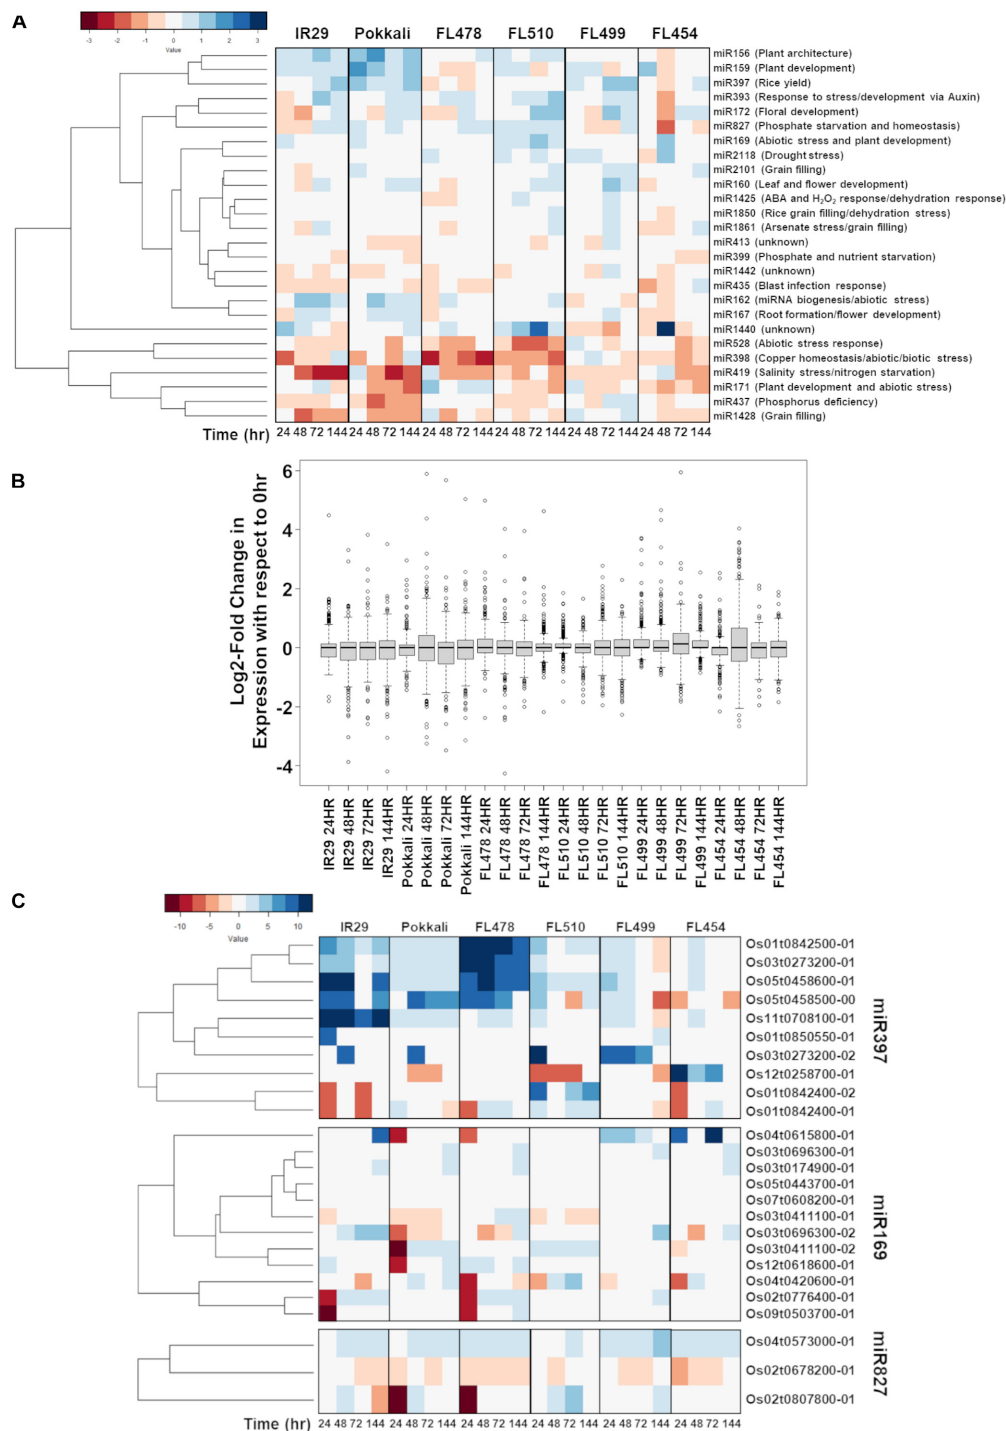 A
-3 -2 -1 0 1 2 3
Value
IR29 Pokkali FL478 FL510 FL499 FL454
miR156 (Plant architecture)
miR159 (Plant development)
miR397 (Rice yield)
miR393 (Response to stress/development via Auxin)
miR172 (Floral development)
miR827 (Phosphate starvation and homeostasis)
miR169 (Abiotic stress and plant development)
miR2118 (Drought stress)
miR2101 (Grain filling)
miR160 (Leaf and flower development)
miR1425 (ABA and H₂O₂ response/dehydration response)
miR1850 (Rice grain filling/dehydration stress)
miR1861 (Arsenate stress/grain filling)
miR413 (unknown)
miR399 (Phosphate and nutrient starvation)
miR1442 (unknown)
miR435 (Blast infection response)
miR162 (miRNA biogenesis/abiotic stress)
miR167 (Root formation/flower development)
miR1440 (unknown)
miR528 (Abiotic stress response)
miR398 (Copper homeostasis/abiotic/biotic stress)
miR419 (Salinity stress/nitrogen starvation)
miR171 (Plant development and abiotic stress)
miR437 (Phosphorus deficiency)
miR1428 (Grain filling)
Time (hr) 24 48 72 144 24 48 72 144 24 48 72 144 24 48 72 144 24 48 72 144 24 48 72 144
B
Log2-Fold Change in
Expression with respect to 0hr
6
4
2
0
-2
-4
IR29 24HR
IR29 48HR
IR29 72HR
IR29 144HR
Pokkali 24HR
Pokkali 48HR
Pokkali 72HR
Pokkali 144HR
FL478 24HR
FL478 48HR
FL478 72HR
FL478 144HR
FL510 24HR
FL510 48HR
FL510 72HR
FL510 144HR
FL499 24HR
FL499 48HR
FL499 72HR
FL499 144HR
FL454 24HR
FL454 48HR
FL454 72HR
FL454 144HR
C
-10 -5 0 5 10
Value
IR29 Pokkali FL478 FL510 FL499 FL454
Os01t0842500-01
Os03t0273200-01
Os05t0458600-01
Os05t0458500-00
Os11t0708100-01
Os01t0850550-01
Os03t0273200-02
Os12t0258700-01
Os01t0842400-02
Os01t0842400-01
miR397
Os04t0615800-01
Os03t0696300-01
Os03t0174900-01
Os05t0443700-01
Os07t0608200-01
Os03t0411100-01
Os03t0696300-02
Os03t0411100-02
Os12t0618600-01
Os04t0420600-01
Os02t0776400-01
Os09t0503700-01
miR169
Os04t0573000-01
Os02t0678200-01
Os02t0807800-01
miR827
Time (hr) 24 48 72 144 24 48 72 144 24 48 72 144 24 48 72 144 24 48 72 144 24 48 72 144